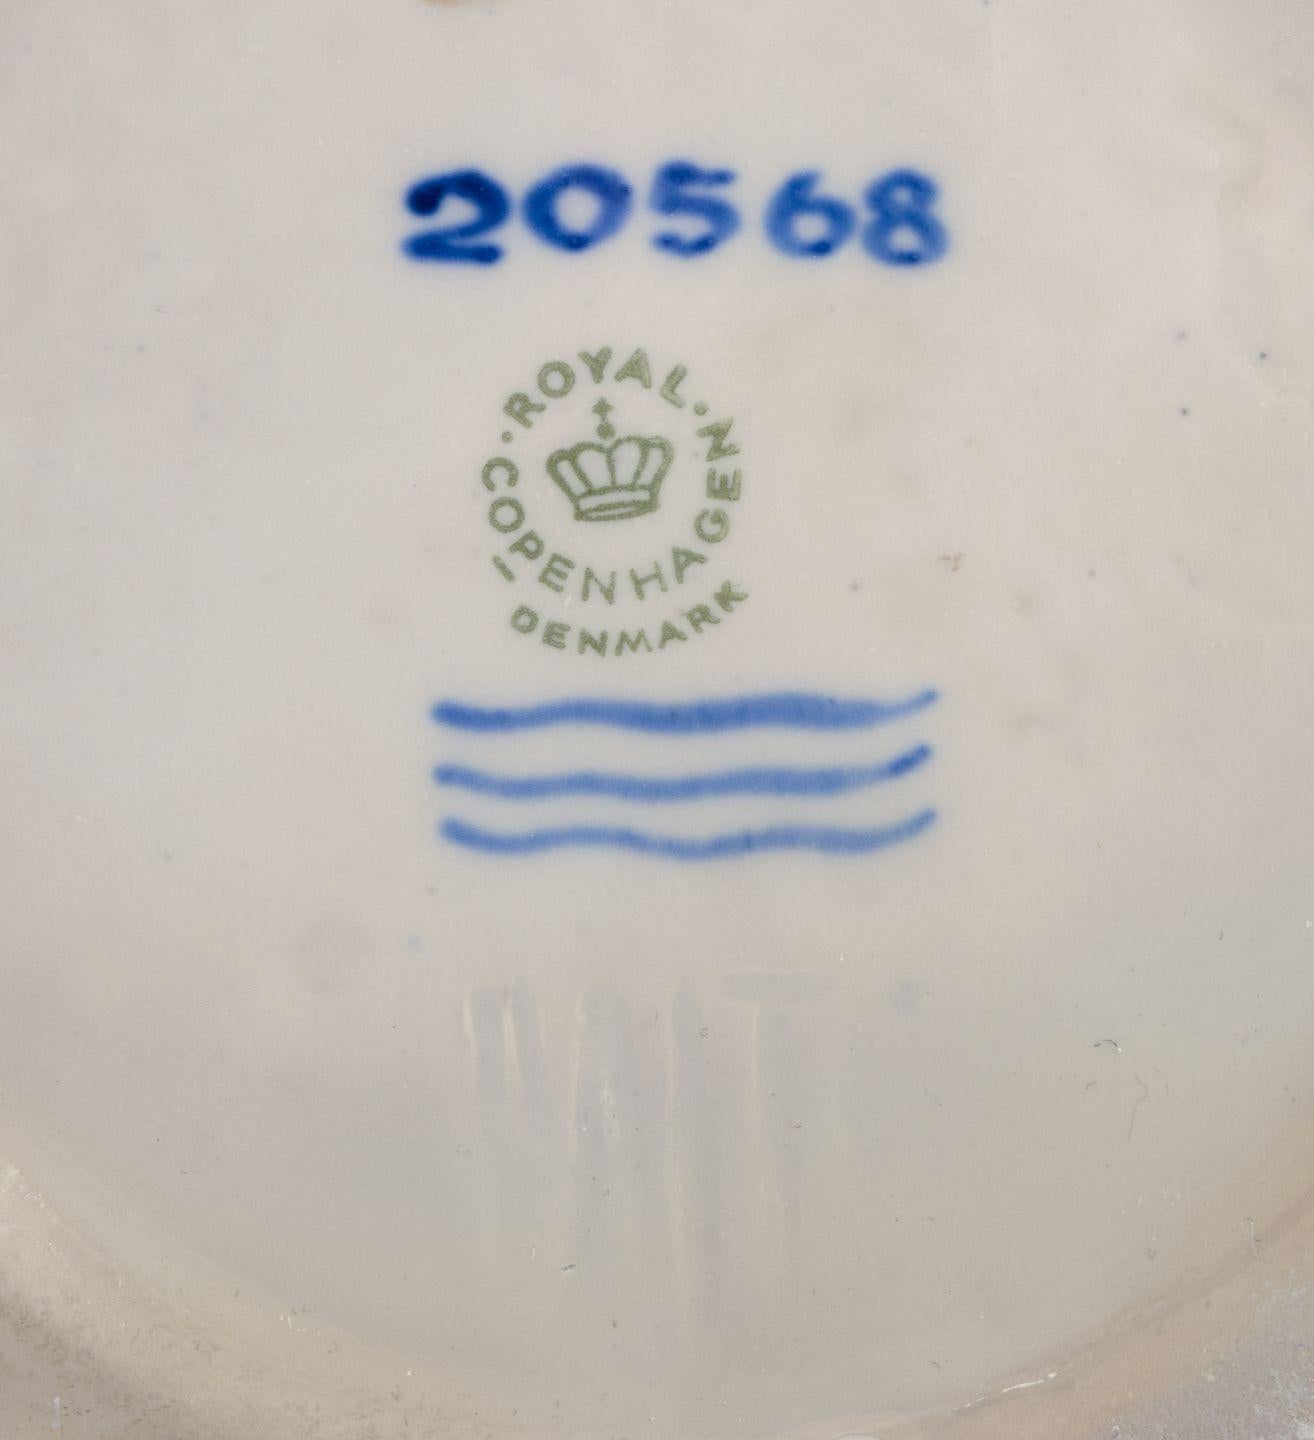 20568
ROYAL · COPENHAGEN ·
DENMARK